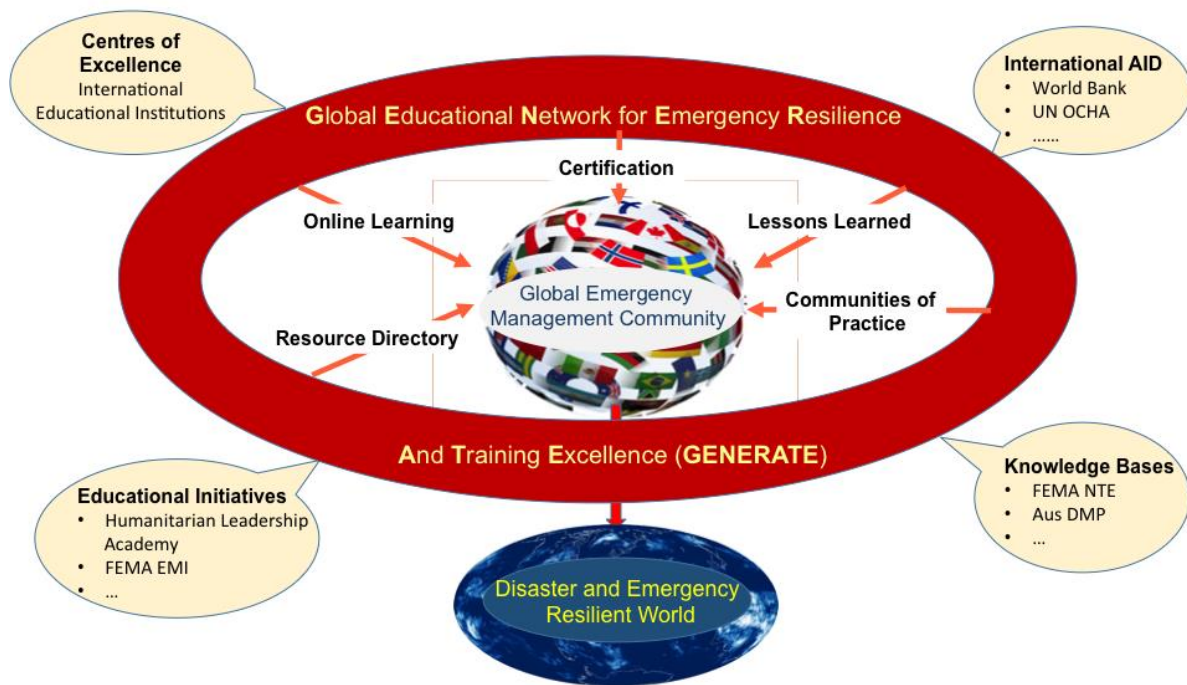 Centres of
Excellence
International
Educational Institutions
International AID
• World Bank
• UN OCHA
• ......
Global Educational Network for Emergency Resilience
Certification
Online Learning
Lessons Learned
Global Emergency
Management Community
Communities of
Practice
Resource Directory
And Training Excellence (GENERATE)
Educational Initiatives
• Humanitarian Leadership
Academy
• FEMA EMI
• ...
Knowledge Bases
• FEMA NTE
• Aus DMP
• ...
Disaster and Emergency
Resilient World